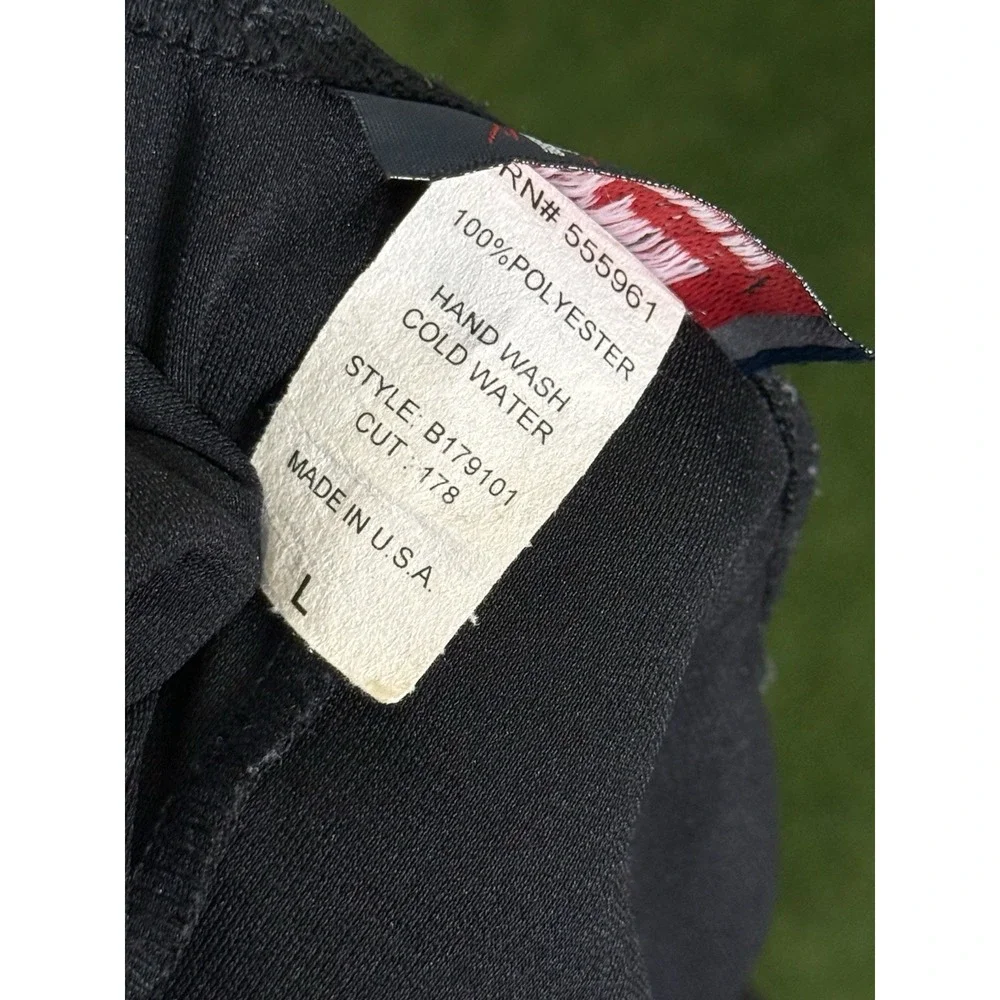 RN# 555961
100%POLYESTER
HAND WASH
COLD WATER
STYLE: B179101
CUT : 178
MADE IN U.S.A.
L